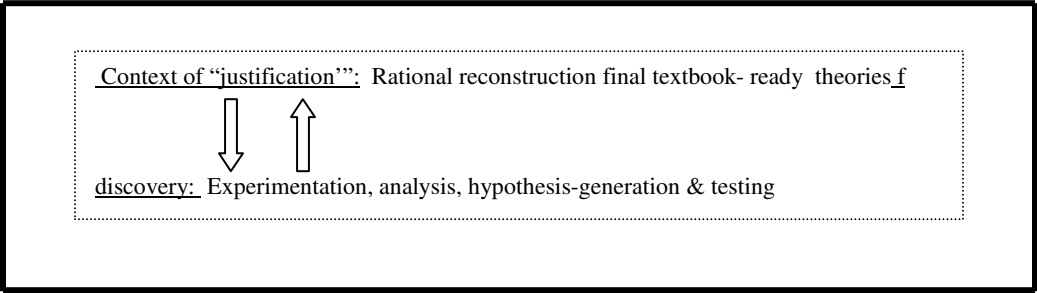 Context of “justification’”: Rational reconstruction final textbook- ready theories f
discovery: Experimentation, analysis, hypothesis-generation & testing